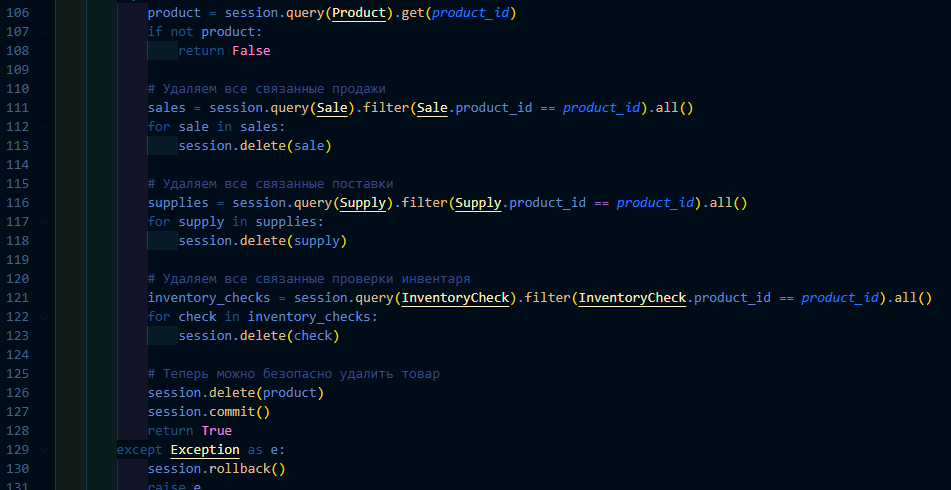 106 product = session.query(Product).get(product_id)
107 if not product:
108 return False
109
110 # Удаляем все связанные продажи
111 sales = session.query(Sale).filter(Sale.product_id == product_id).all()
112 for sale in sales:
113 session.delete(sale)
114
115 # Удаляем все связанные поставки
116 supplies = session.query(Supply).filter(Supply.product_id == product_id).all()
117 for supply in supplies:
118 session.delete(supply)
119
120 # Удаляем все связанные проверки инвентаря
121 inventory_checks = session.query(InventoryCheck).filter(InventoryCheck.product_id == product_id).all()
122 for check in inventory_checks:
123 session.delete(check)
124
125 # Теперь можно безопасно удалить товар
126 session.delete(product)
127 session.commit()
128 return True
129 except Exception as e:
130 session.rollback()
131 raise e